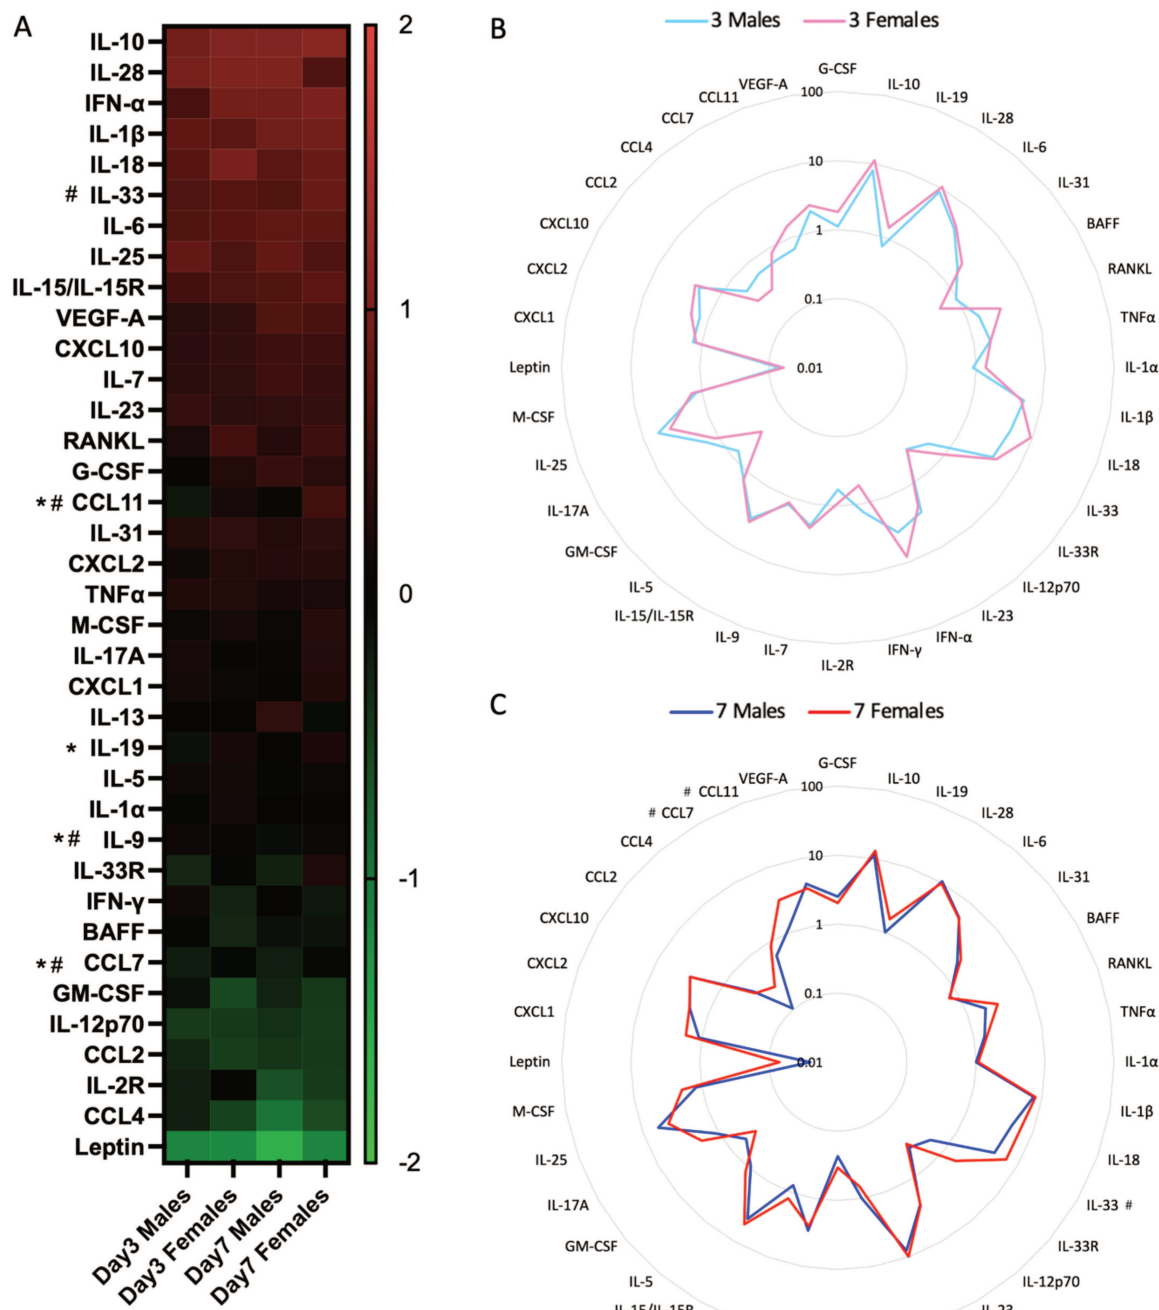 A
IL-10
IL-28
IFN-α
IL-1β
IL-18
# IL-33
IL-6
IL-25
IL-15/IL-15R
VEGF-A
CXCL10
IL-7
IL-23
RANKL
G-CSF
*# CCL11
IL-31
CXCL2
TNFα
M-CSF
IL-17A
CXCL1
IL-13
* IL-19
IL-5
IL-1α
*# IL-9
IL-33R
IFN-γ
BAFF
*# CCL7
GM-CSF
IL-12p70
CCL2
IL-2R
CCL4
Leptin
Day3 Males
Day3 Females
Day7 Males
Day7 Females
2
1
0
-1
-2
B
3 Males 3 Females
G-CSF
IL-10
IL-19
IL-28
IL-6
IL-31
BAFF
RANKL
TNFα
IL-1α
IL-1β
IL-18
IL-33
IL-33R
IL-12p70
IL-23
IFN-α
IFN-γ
IL-2R
IL-7
IL-9
IL-15/IL-15R
IL-5
GM-CSF
IL-17A
IL-25
M-CSF
Leptin
CXCL1
CXCL2
CXCL10
CCL2
CCL4
CCL7
CCL11
VEGF-A
100
10
1
0.1
0.01
C
7 Males 7 Females
G-CSF
IL-10
IL-19
IL-28
IL-6
IL-31
BAFF
RANKL
TNFα
IL-1α
IL-1β
IL-18
IL-33 #
IL-33R
IL-12p70
IL-23
IL-15/IL-15R
IL-5
GM-CSF
IL-17A
IL-25
M-CSF
Leptin
CXCL1
CXCL2
CXCL10
CCL2
CCL4
# CCL7
# CCL11
VEGF-A
100
10
1
0.1
0.01